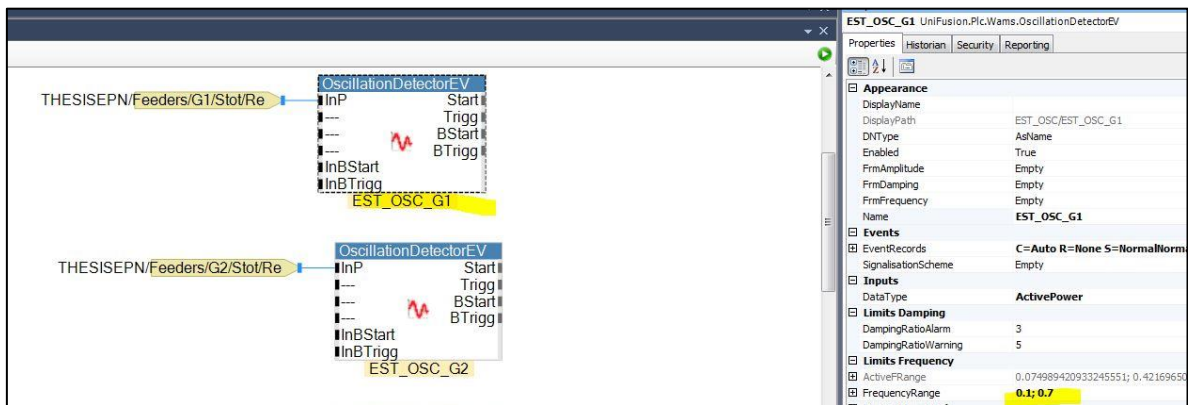 THESISEPN/Feeders/G1/Stot/Re
OscillationDetectorEV
InP Start
--- Trigg
--- BStart
--- BTrigg
InBStart
InBTrigg
EST_OSC_G1
THESISEPN/Feeders/G2/Stot/Re
OscillationDetectorEV
InP Start
--- Trigg
--- BStart
--- BTrigg
InBStart
InBTrigg
EST_OSC_G2
EST_OSC_G1 UniFusion.Plc.Wams.OscillationDetectorEV
Properties Historian Security Reporting
Appearance
DisplayName
DisplayPath EST_OSC/EST_OSC_G1
DNType AsName
Enabled True
FrmAmplitude Empty
FrmDamping Empty
FrmFrequency Empty
Name EST_OSC_G1
Events
EventRecords C=Auto R=None S=NormalNorma
SignalisationScheme Empty
Inputs
DataType ActivePower
Limits Damping
DampingRatioAlarm 3
DampingRatioWarning 5
Limits Frequency
ActiveFRange 0.074989420933245551; 0.42169650
FrequencyRange 0.1; 0.7